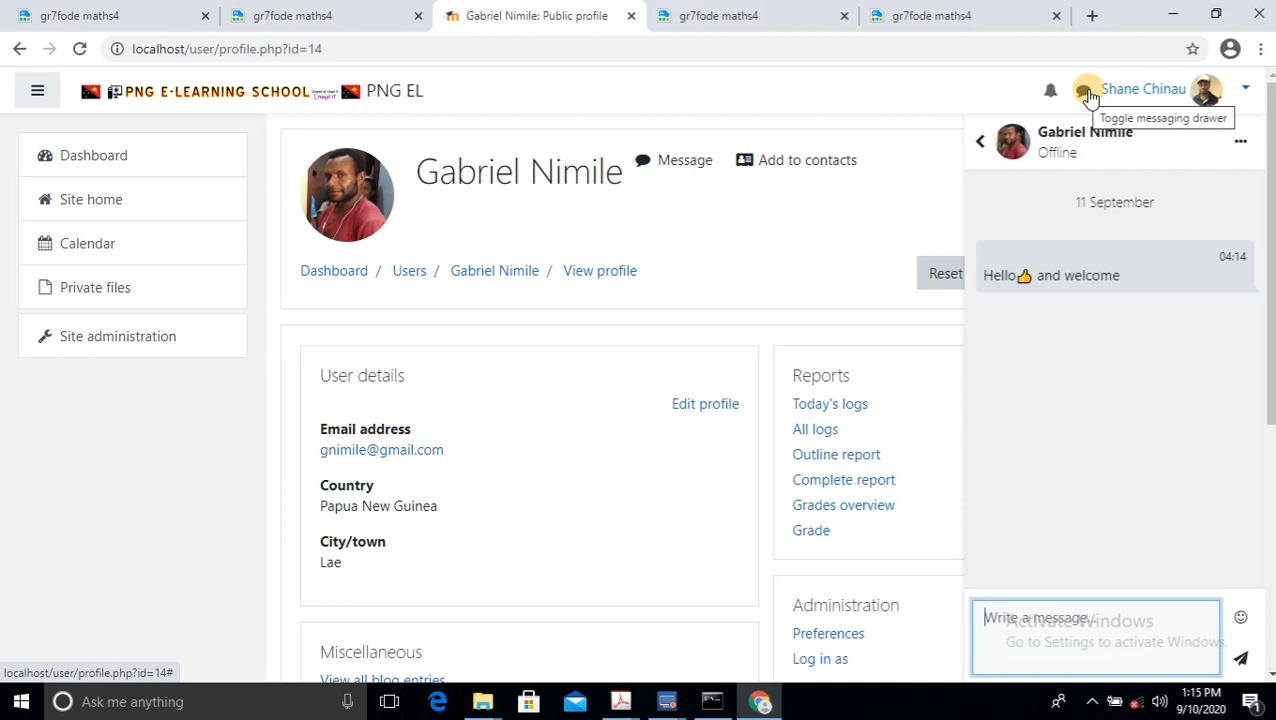 gr7fode maths4
gr7fode maths4
Gabriel Nimile: Public profile
gr7fode maths4
gr7fode maths4
localhost/user/profile.php?id=14
PNG E-LEARNING SCHOOL
PNG EL
Shane Chinau
Toggle messaging drawer
Dashboard
Site home
Calendar
Private files
Site administration
Gabriel Nimile
Message
Add to contacts
Dashboard / Users / Gabriel Nimile / View profile
Reset
User details
Edit profile
Email address
gnimile@gmail.com
Country
Papua New Guinea
City/town
Lae
Miscellaneous
View all blog entries
Reports
Today's logs
All logs
Outline report
Complete report
Grades overview
Grade
Administration
Preferences
Log in as
Gabriel Nimile
Offline
11 September
04:14
Hello👍 and welcome
Write a message...
Activate Windows
Go to Settings to activate Windows.
localhost/user/profile.php?id=14#
Ask me anything
1:15 PM
9/10/2020
1